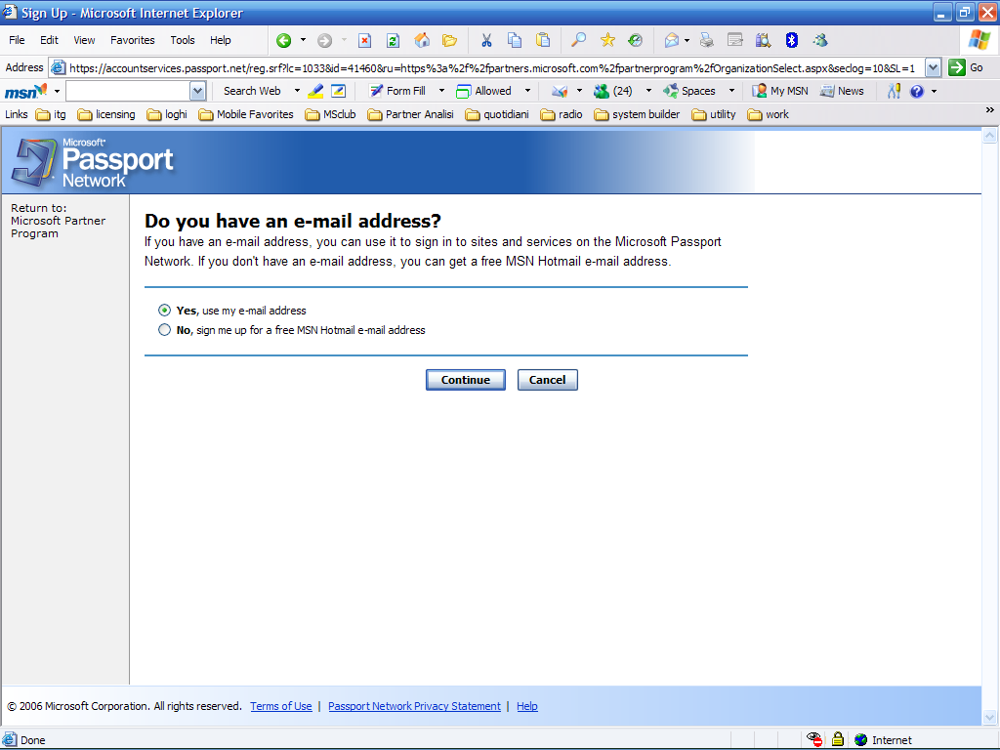 Sign Up - Microsoft Internet Explorer
File Edit View Favorites Tools Help
Address https://accountservices.passport.net/reg.srf?lc=1033&id=41460&ru=https%3a%2f%2fpartners.microsoft.com%2fpartnerprogram%2fOrganizationSelect.aspx&seclog=10&SL=1 Go
msn Search Web Form Fill Allowed (24) Spaces My MSN News
Links itg licensing loghi Mobile Favorites MSclub Partner Analisi quotidiani radio system builder utility work »
Microsoft®
Passport
Network
Return to:
Microsoft Partner
Program
Do you have an e-mail address?
If you have an e-mail address, you can use it to sign in to sites and services on the Microsoft Passport
Network. If you don't have an e-mail address, you can get a free MSN Hotmail e-mail address.
Yes, use my e-mail address
No, sign me up for a free MSN Hotmail e-mail address
Continue Cancel
© 2006 Microsoft Corporation. All rights reserved. Terms of Use | Passport Network Privacy Statement | Help
Done Internet